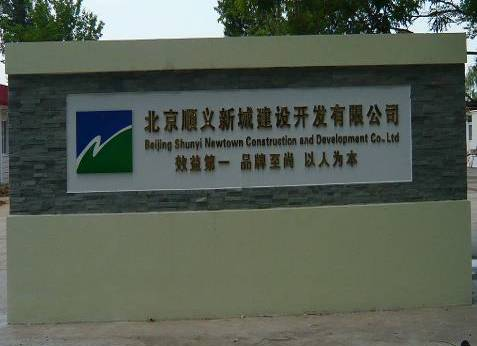 北京顺义新城建设开发有限公司
Beijing Shunyi Newtown Construction and Development Co., Ltd
效益第一 品牌至尚 以人为本